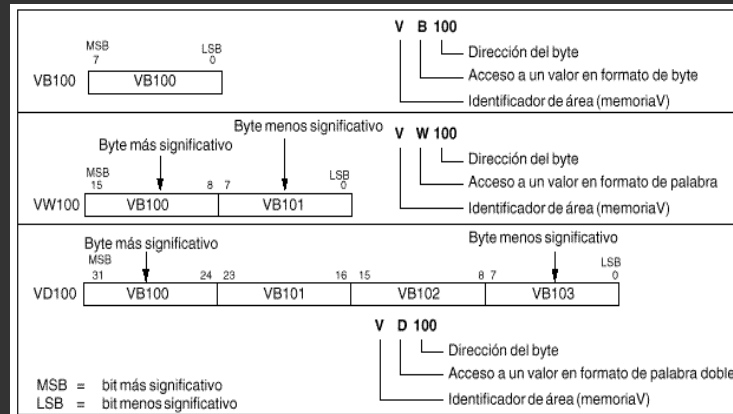 MSB
7
LSB
0
VB100
VB100
V B 100
Dirección del byte
Acceso a un valor en formato de byte
Identificador de área (memoriaV)
Byte más significativo
Byte menos significativo
MSB
15
8 7
LSB
0
VW100
VB100
VB101
V W 100
Dirección del byte
Acceso a un valor en formato de palabra
Identificador de área (memoriaV)
Byte más significativo
Byte menos significativo
MSB
31
24 23
16 15
8 7
LSB
0
VD100
VB100
VB101
VB102
VB103
V D 100
Dirección del byte
Acceso a un valor en formato de palabra doble
Identificador de área (memoriaV)
MSB = bit más significativo
LSB = bit menos significativo